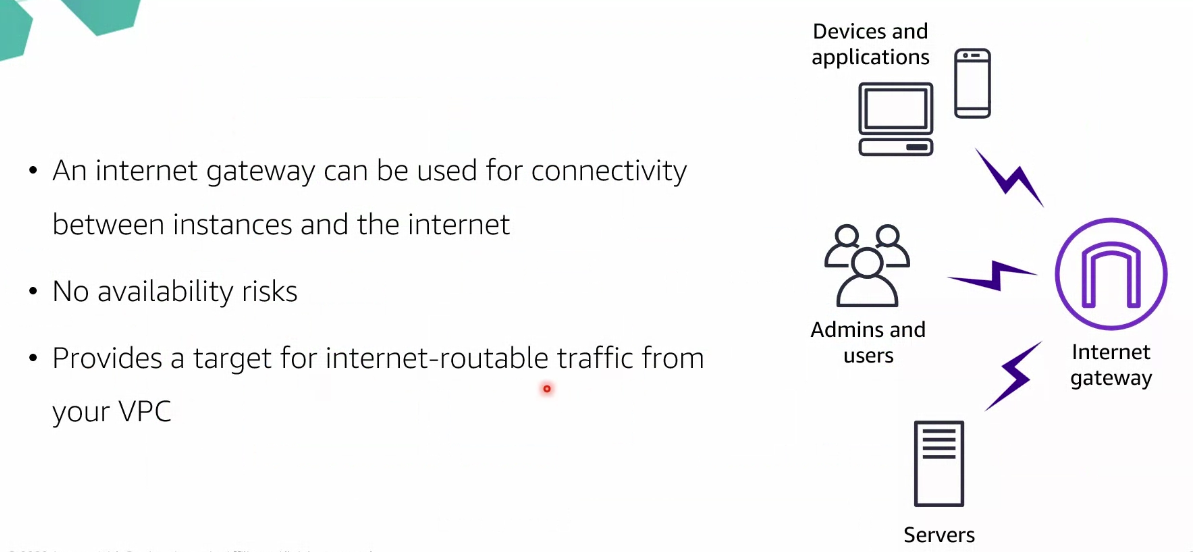 • An internet gateway can be used for connectivity
between instances and the internet
• No availability risks
• Provides a target for internet-routable traffic from
your VPC
Devices and
applications
Admins and
users
Internet
gateway
Servers